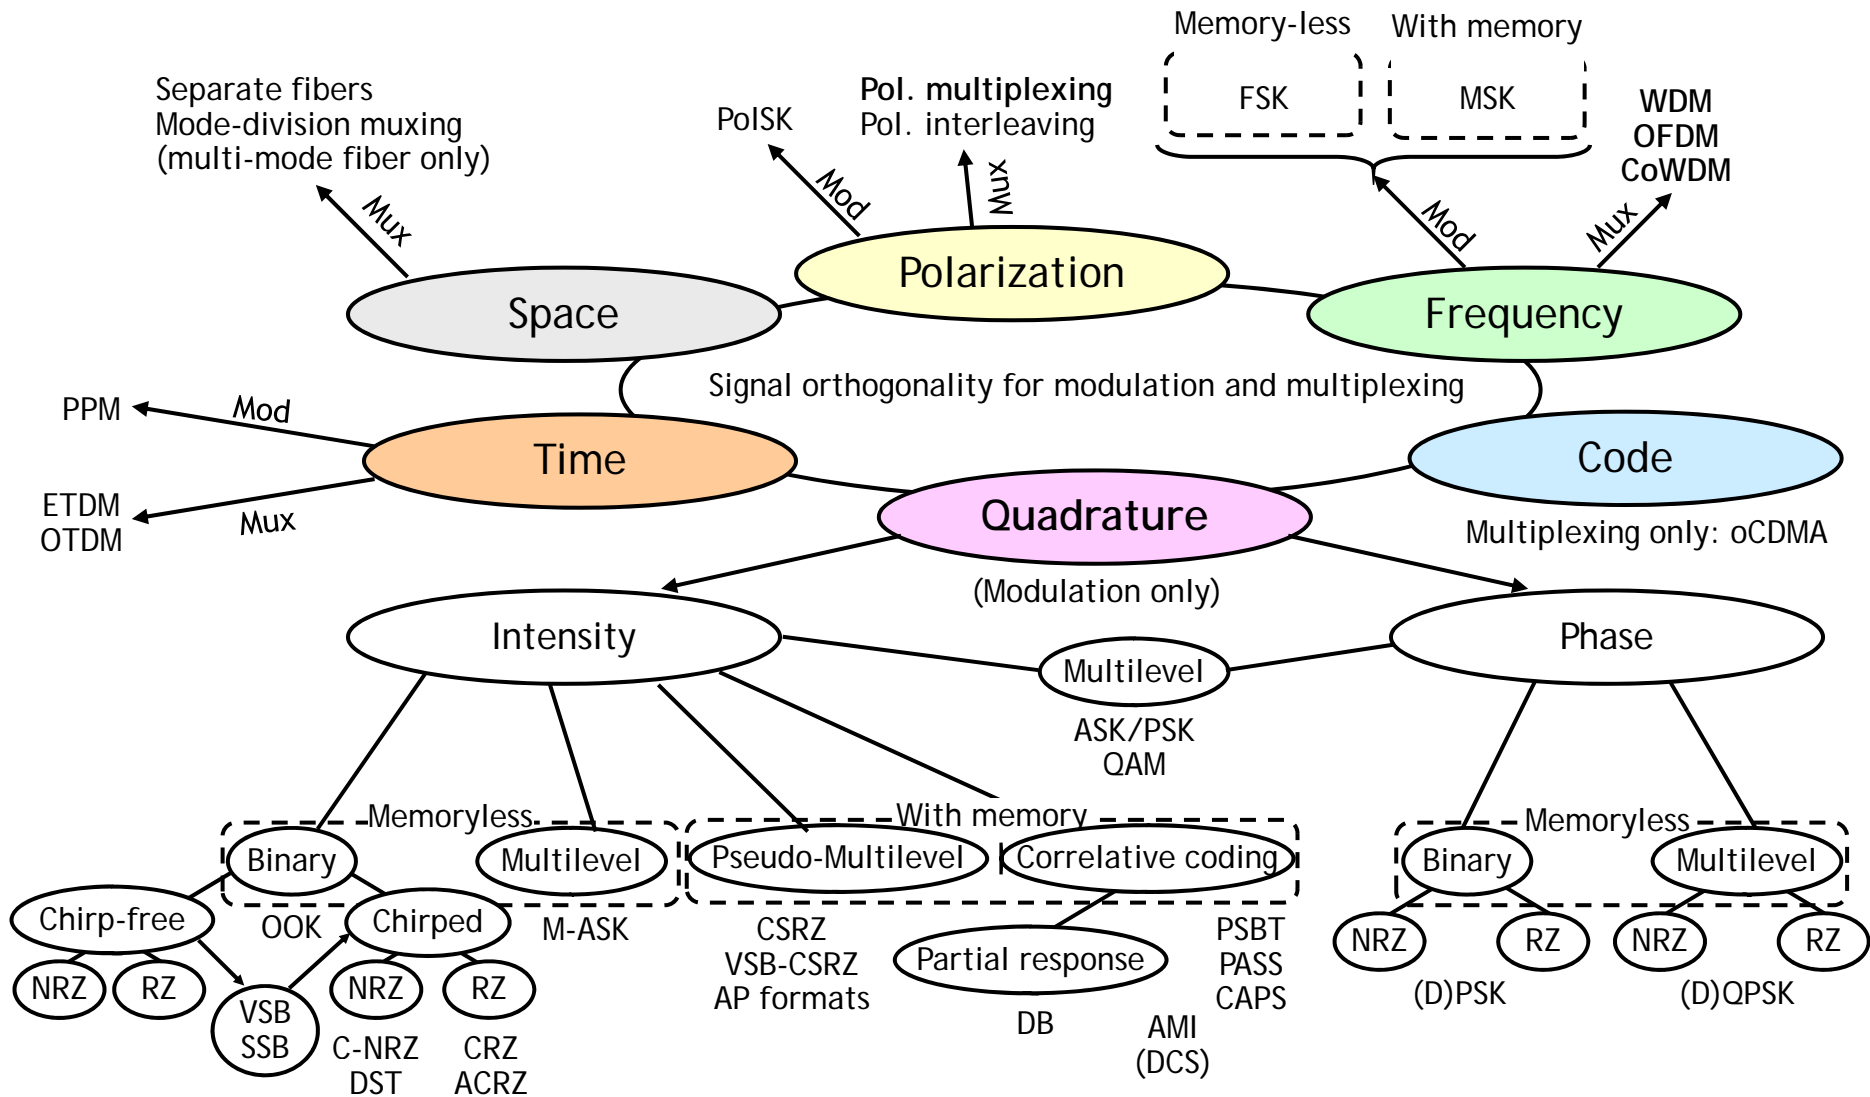 Memory-less
With memory
Separate fibers
Mode-division muxing
(multi-mode fiber only)
PolSK
Pol. multiplexing
Pol. interleaving
FSK
MSK
WDM
OFDM
CoWDM
Mux
Mod
Mux
Mod
Mux
Space
Polarization
Frequency
Signal orthogonality for modulation and multiplexing
PPM
Mod
Time
Code
ETDM
OTDM
Mux
Quadrature
Multiplexing only: oCDMA
(Modulation only)
Intensity
Phase
Multilevel
ASK/PSK
QAM
Memoryless
With memory
Memoryless
Binary
Multilevel
Pseudo-Multilevel
Correlative coding
Binary
Multilevel
Chirp-free
OOK
Chirped
M-ASK
CSRZ
VSB-CSRZ
AP formats
Partial response
PSBT
PASS
CAPS
NRZ
RZ
NRZ
RZ
NRZ
RZ
VSB
SSB
NRZ
RZ
(D)PSK
(D)QPSK
C-NRZ
DST
CRZ
ACRZ
DB
AMI
(DCS)